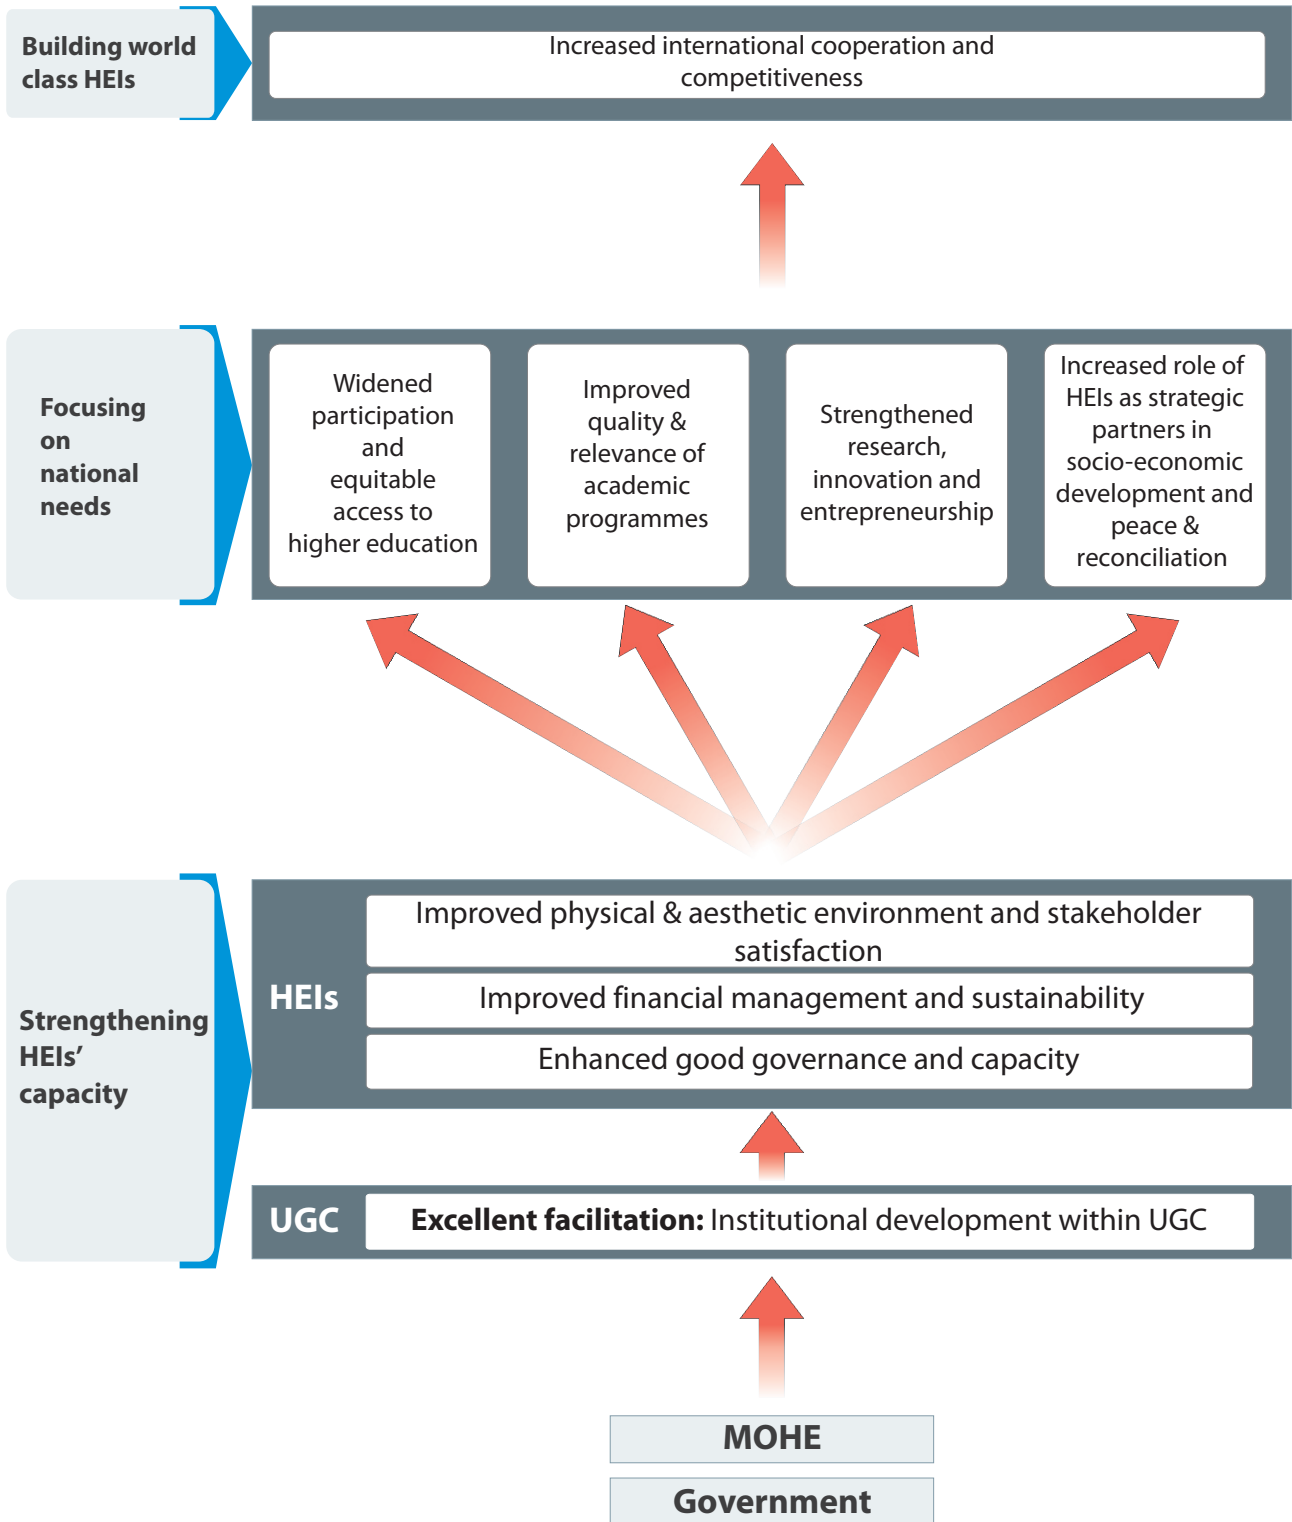 Building world
class HEIs
Increased international cooperation and
competitiveness
Focusing
on
national
needs
Widened
participation
and
equitable
access to
higher education
Improved
quality &
relevance of
academic
programmes
Strengthened
research,
innovation and
entrepreneurship
Increased role of
HEIs as strategic
partners in
socio-economic
development and
peace &
reconciliation
Strengthening
HEIs’
capacity
HEIs
Improved physical & aesthetic environment and stakeholder
satisfaction
Improved financial management and sustainability
Enhanced good governance and capacity
UGC
Excellent facilitation: Institutional development within UGC
MOHE
Government